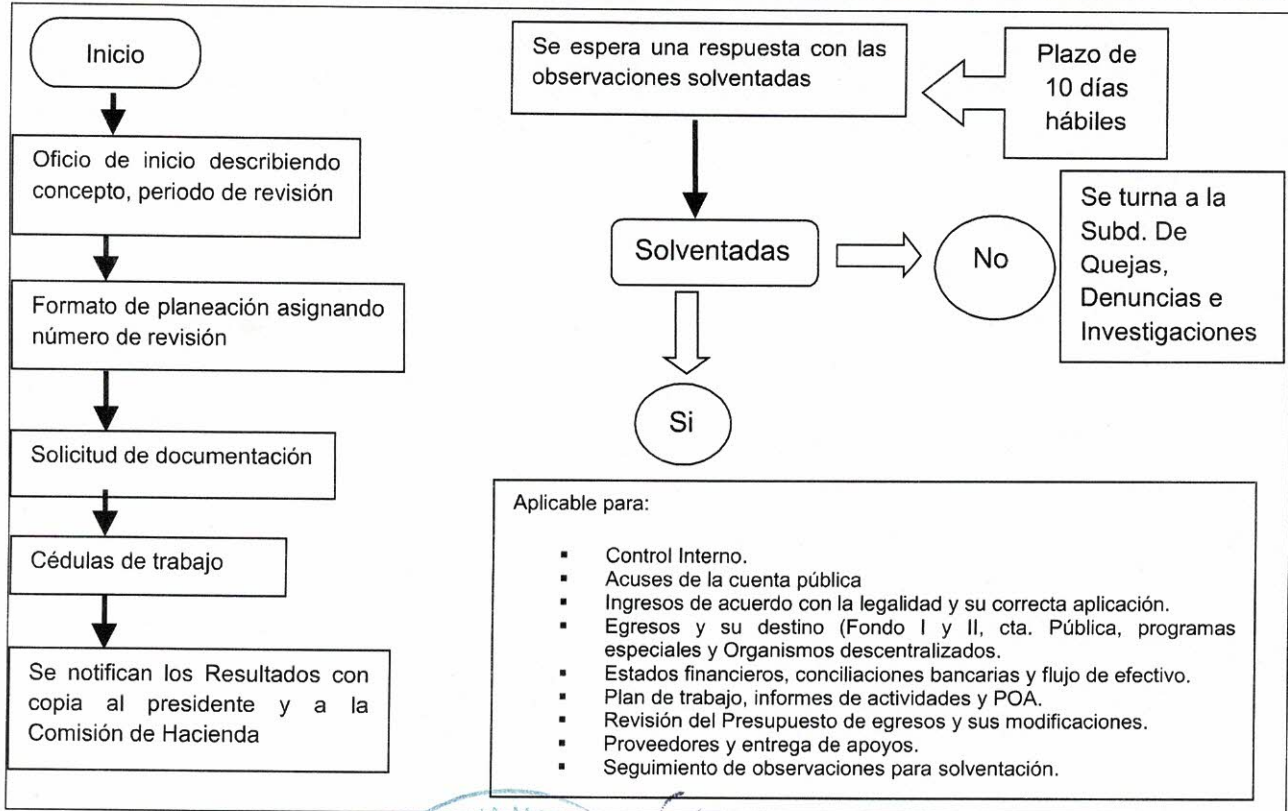 Inicio
Oficio de inicio describiendo
concepto, periodo de revisión
Formato de planeación asignando
número de revisión
Solicitud de documentación
Cédulas de trabajo
Se notifican los Resultados con
copia al presidente y a la
Comisión de Hacienda
Se espera una respuesta con las
observaciones solventadas
Plazo de
10 días
hábiles
Solventadas
No
Se turna a la
Subd. De
Quejas,
Denuncias e
Investigaciones
Si
Aplicable para:
▪ Control Interno.
▪ Acuses de la cuenta pública
▪ Ingresos de acuerdo con la legalidad y su correcta aplicación.
▪ Egresos y su destino (Fondo I y II, cta. Pública, programas
especiales y Organismos descentralizados.
▪ Estados financieros, conciliaciones bancarias y flujo de efectivo.
▪ Plan de trabajo, informes de actividades y POA.
▪ Revisión del Presupuesto de egresos y sus modificaciones.
▪ Proveedores y entrega de apoyos.
▪ Seguimiento de observaciones para solventación.